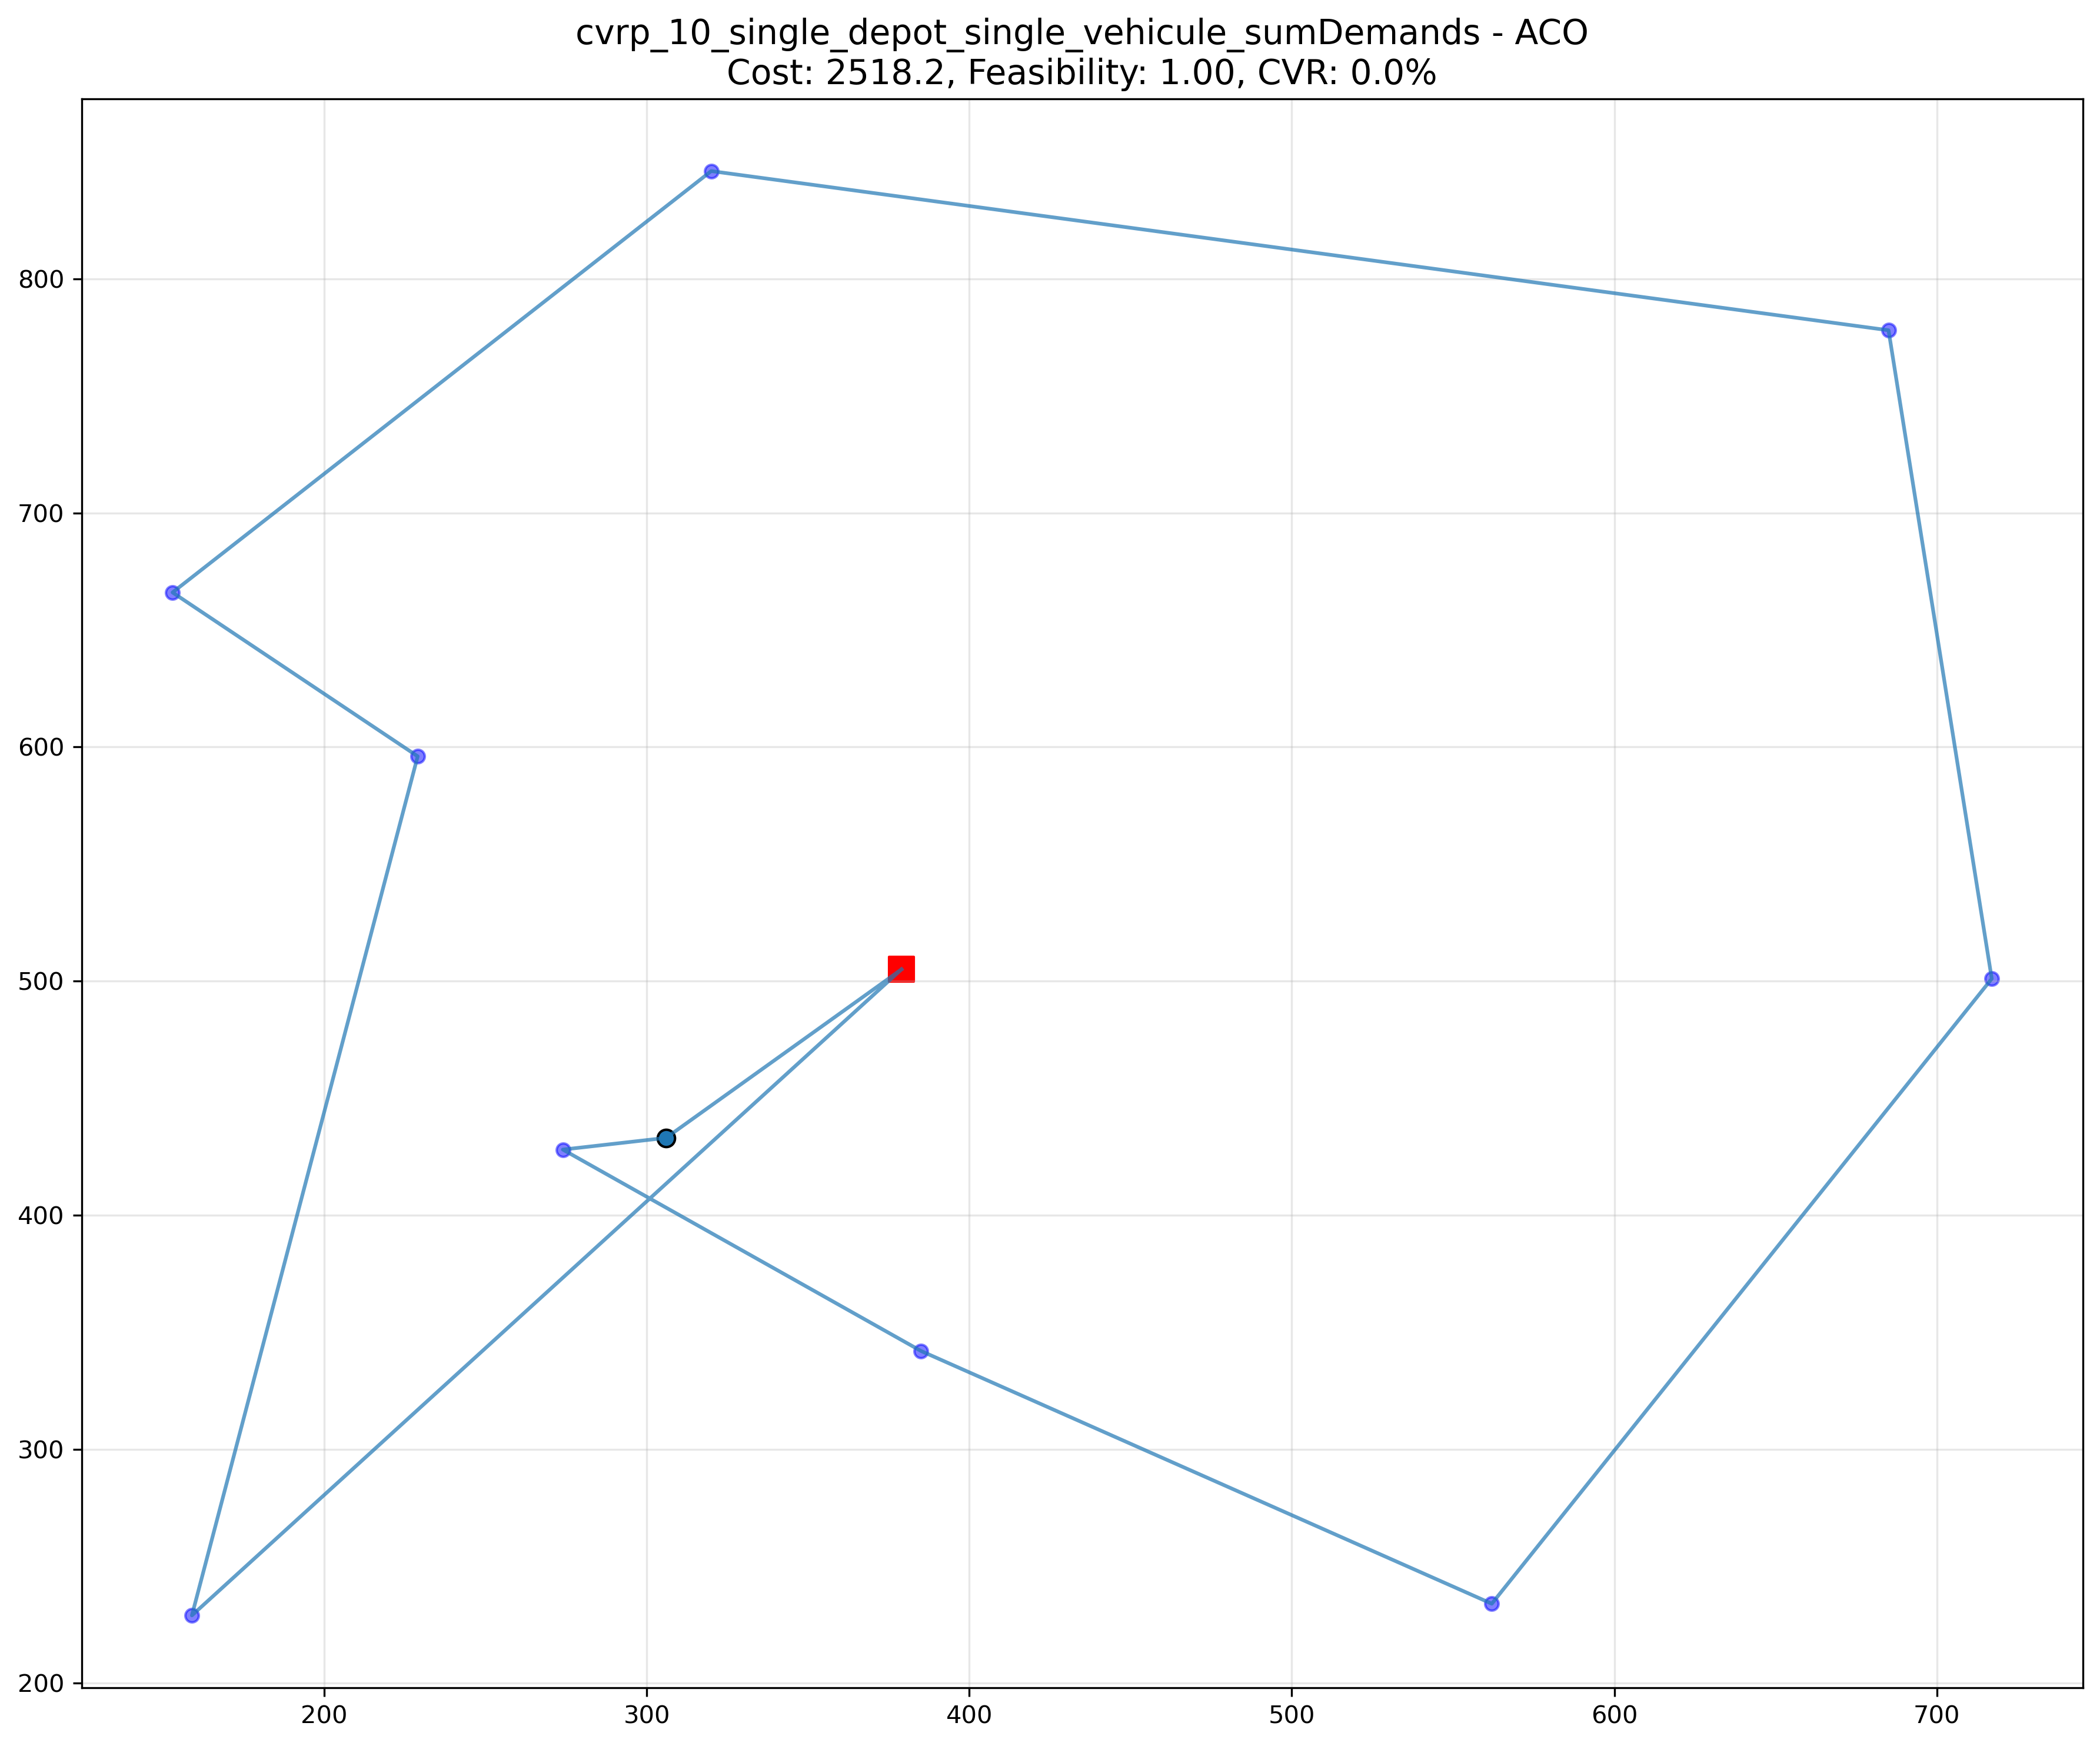 cvrp_10_single_depot_single_vehicule_sumDemands - ACO
Cost: 2518.2, Feasibility: 1.00, CVR: 0.0%
800
700
600
500
400
300
200
200 300 400 500 600 700